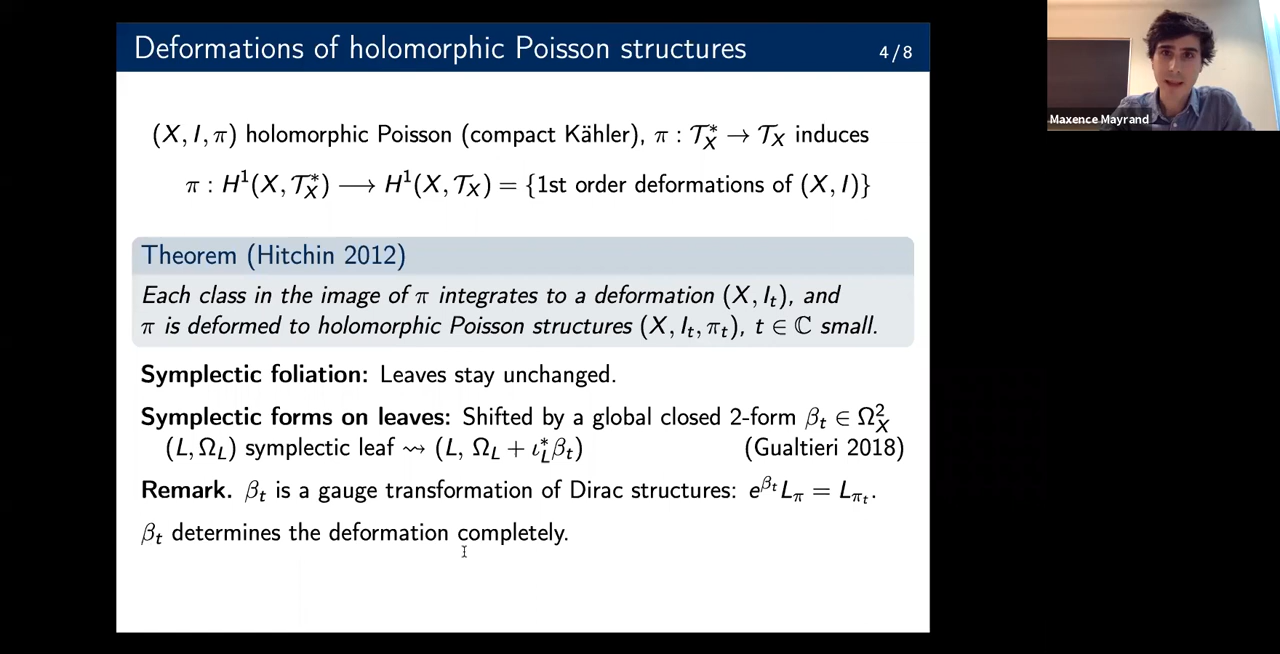 Deformations of holomorphic Poisson structures 4 / 8
(X, I, π) holomorphic Poisson (compact Kähler), π : 𝒯*_X → 𝒯_X induces
π : H¹(X, 𝒯*_X) ⟶ H¹(X, 𝒯_X) = {1st order deformations of (X, I)}
Theorem (Hitchin 2012)
Each class in the image of π integrates to a deformation (X, I_t), and
π is deformed to holomorphic Poisson structures (X, I_t, π_t), t ∈ ℂ small.
Symplectic foliation: Leaves stay unchanged.
Symplectic forms on leaves: Shifted by a global closed 2-form β_t ∈ Ω²_X
(L, Ω_L) symplectic leaf ⇝ (L, Ω_L + ι*_L β_t) (Gualtieri 2018)
Remark. β_t is a gauge transformation of Dirac structures: e^{β_t} L_π = L_{π_t}.
β_t determines the deformation completely.
Maxence Mayrand